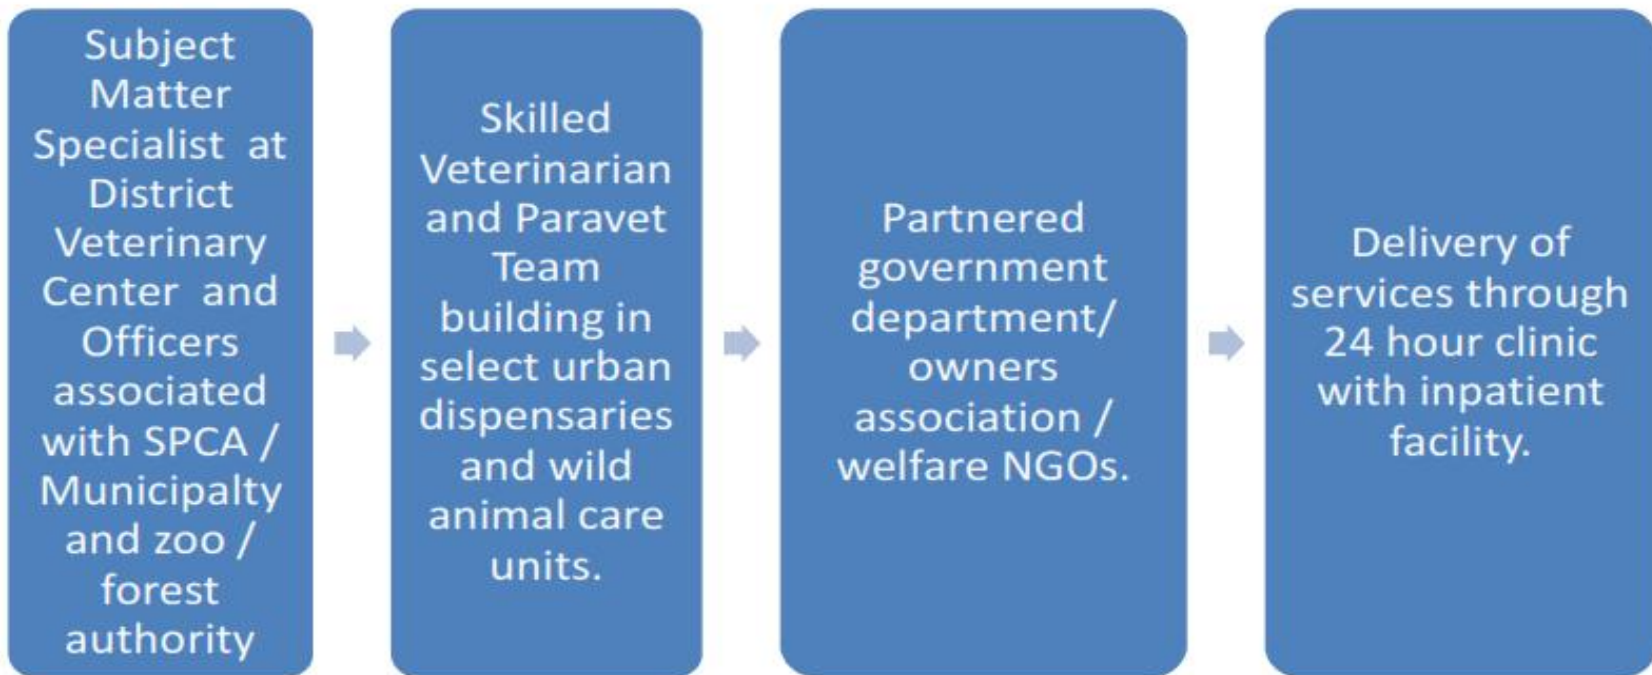 Subject
Matter
Specialist at
District
Veterinary
Center and
Officers
associated
with SPCA /
Municipalty
and zoo /
forest
authority
Skilled
Veterinarian
and Paravet
Team
building in
select urban
dispensaries
and wild
animal care
units.
Partnered
government
department/
owners
association /
welfare NGOs.
Delivery of
services through
24 hour clinic
with inpatient
facility.